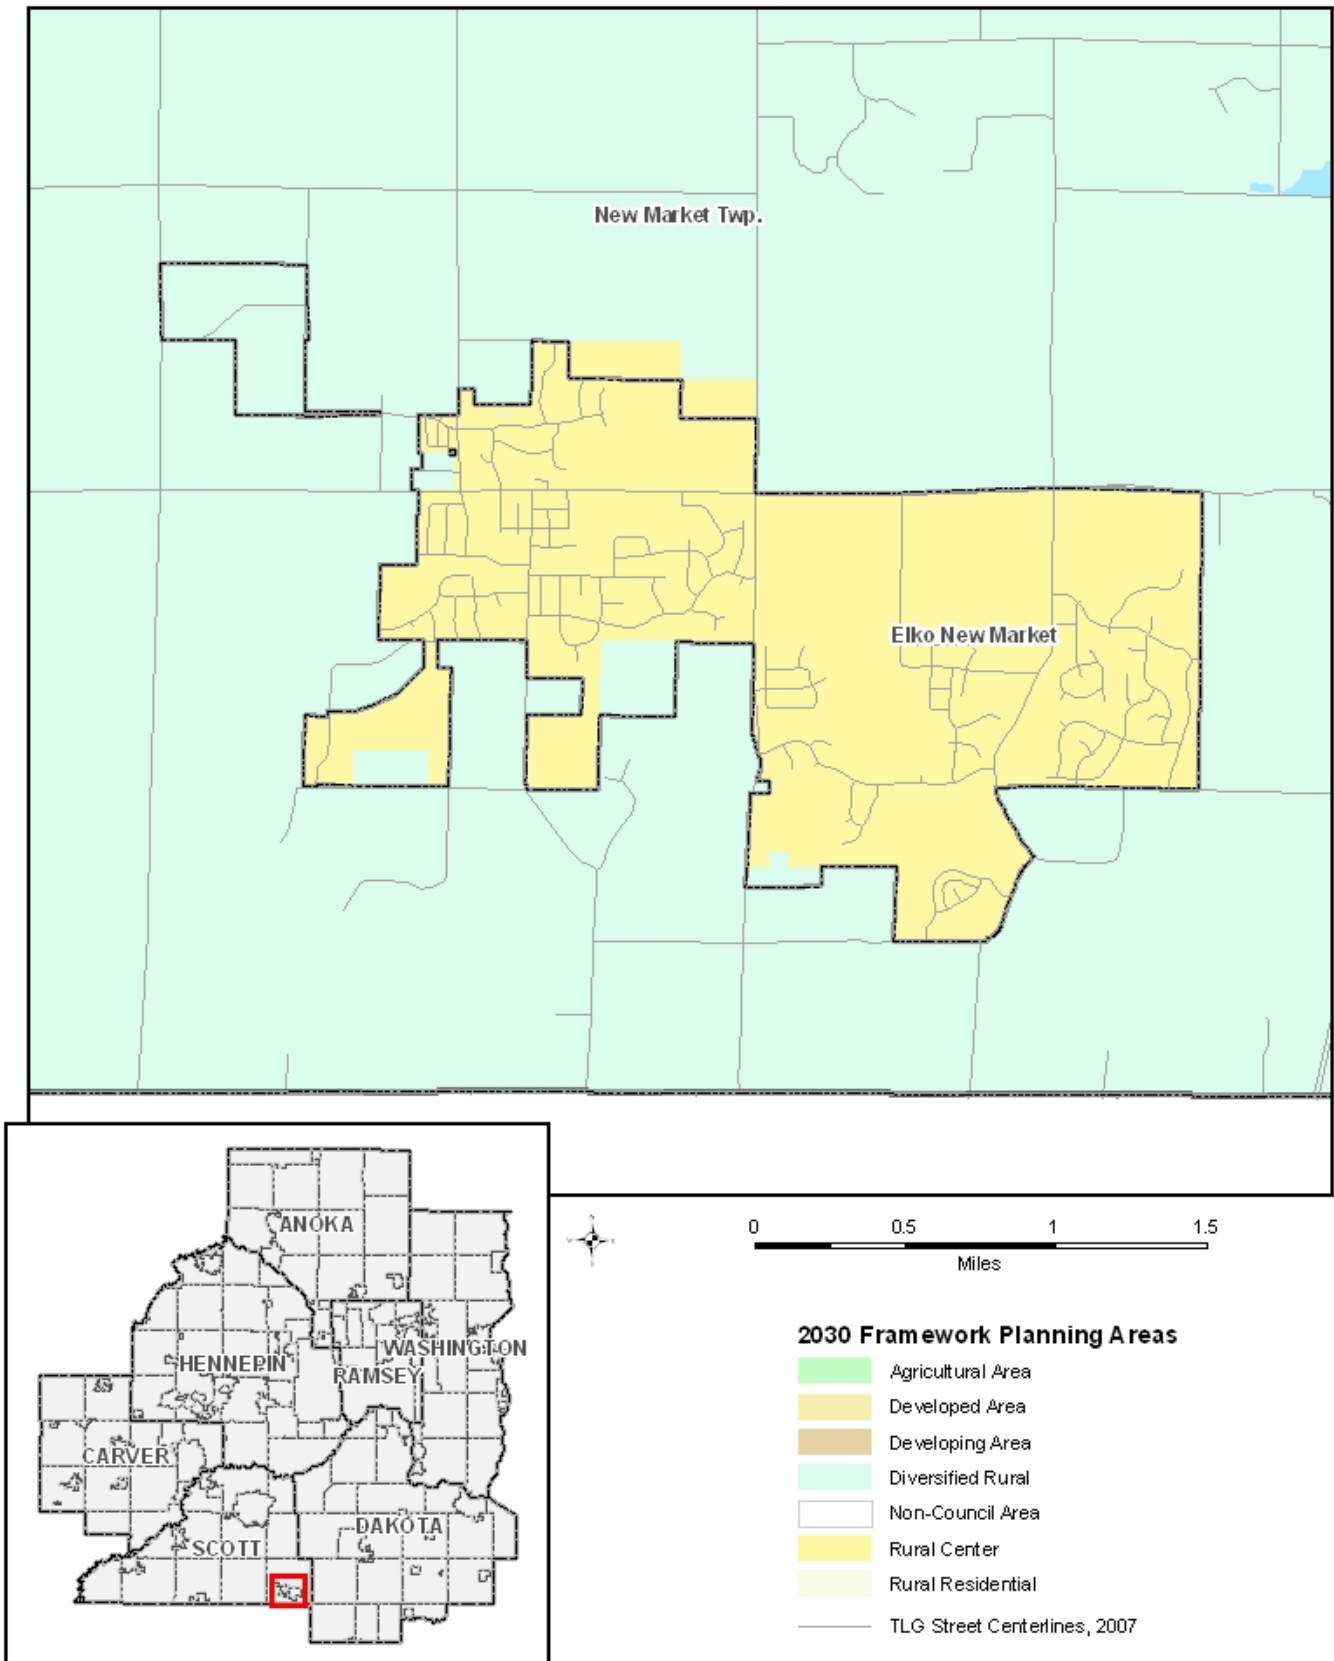 New Market Twp.
Elko New Market
ANOKA
HENNEPIN
WASHINGTON
RAMSEY
CARVER
SCOTT
DAKOTA
0 0.5 1 1.5
Miles
2030 Framework Planning Areas
Agricultural Area
Developed Area
Developing Area
Diversified Rural
Non-Council Area
Rural Center
Rural Residential
TLG Street Centerlines, 2007